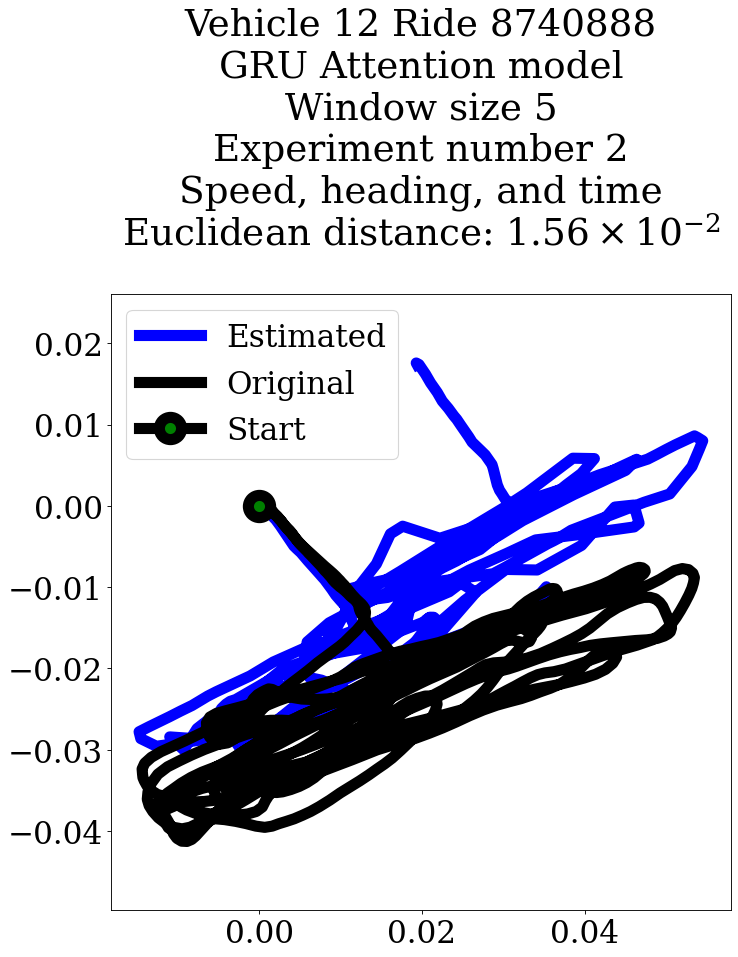 Vehicle 12 Ride 8740888
GRU Attention model
Window size 5
Experiment number 2
Speed, heading, and time
Euclidean distance: 1.56 × 10⁻²
Estimated
Original
Start
0.02
0.01
0.00
−0.01
−0.02
−0.03
−0.04
0.00 0.02 0.04